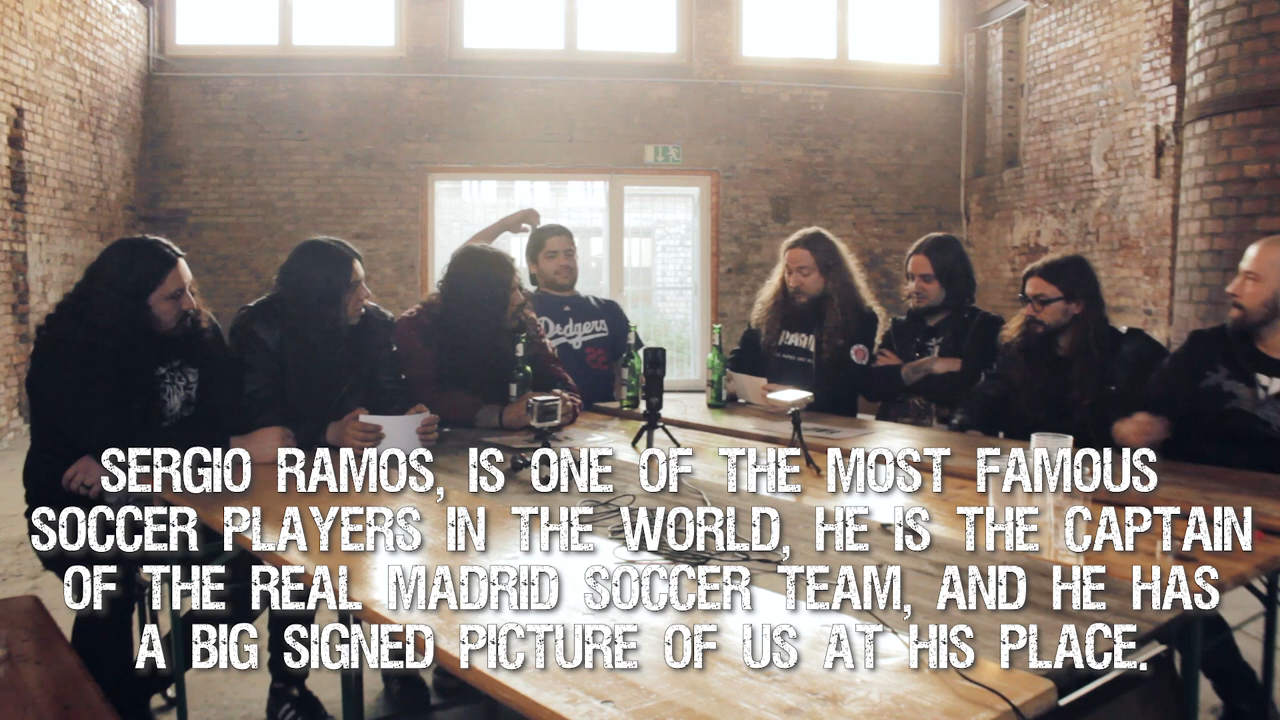 Dodgers
SERGIO RAMOS, IS ONE OF THE MOST FAMOUS
SOCCER PLAYERS IN THE WORLD, HE IS THE CAPTAIN
OF THE REAL MADRID SOCCER TEAM, AND HE HAS
A BIG SIGNED PICTURE OF US AT HIS PLACE.